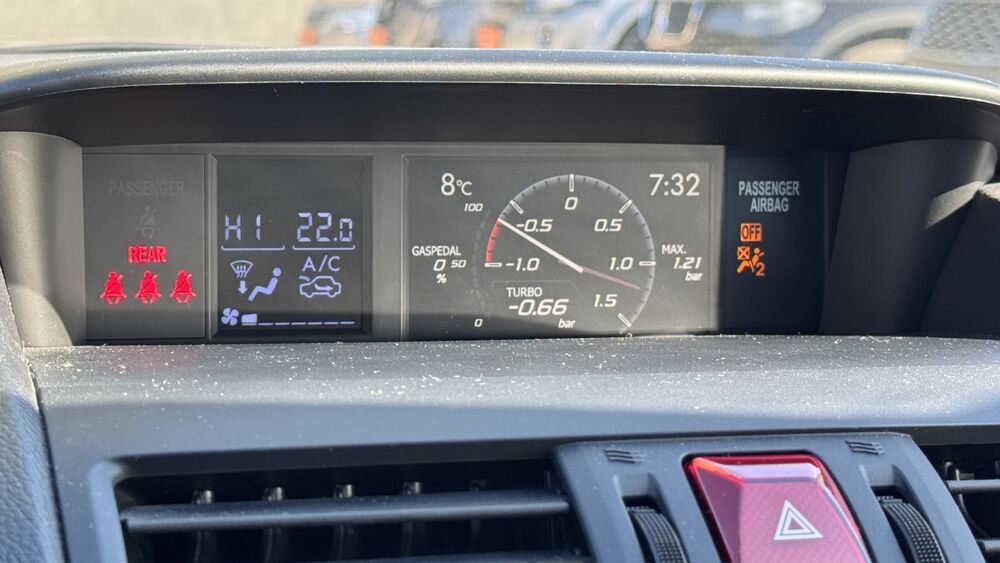 PASSENGER
REAR
HI 22.0
A/C
8°C
7:32
100
GASPEDAL
0 50
%
0
-0.5 0.5
-1.0 1.0
1.5
TURBO
-0.66
bar
0
MAX.
1.21
bar
PASSENGER
AIRBAG
OFF
2